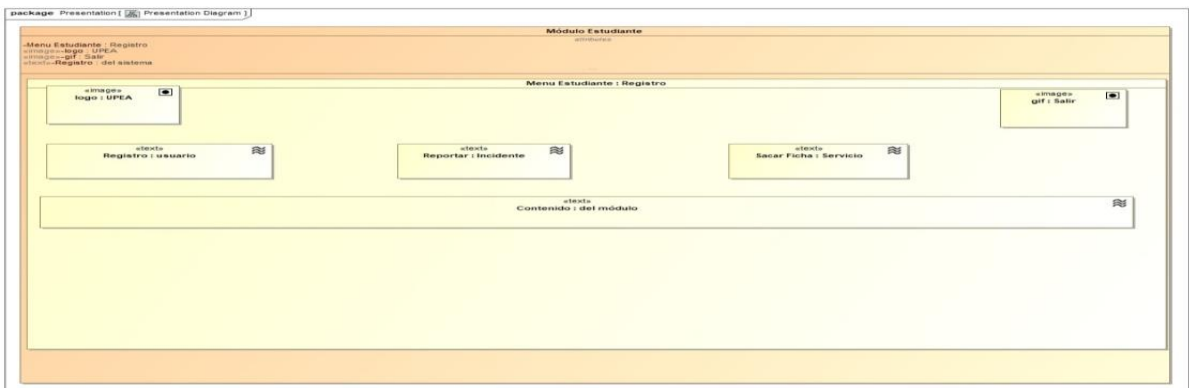 package Presentation [ Presentation Diagram ]
Módulo Estudiante
attributes
-Menu Estudiante : Registro
«image»-logo : UPEA
«image»-gif : Salir
«text»-Registro : del sistema
Menu Estudiante : Registro
«image»
logo : UPEA
«image»
gif : Salir
«text»
Registro : usuario
«text»
Reportar : Incidente
«text»
Sacar Ficha : Servicio
«text»
Contenido : del módulo